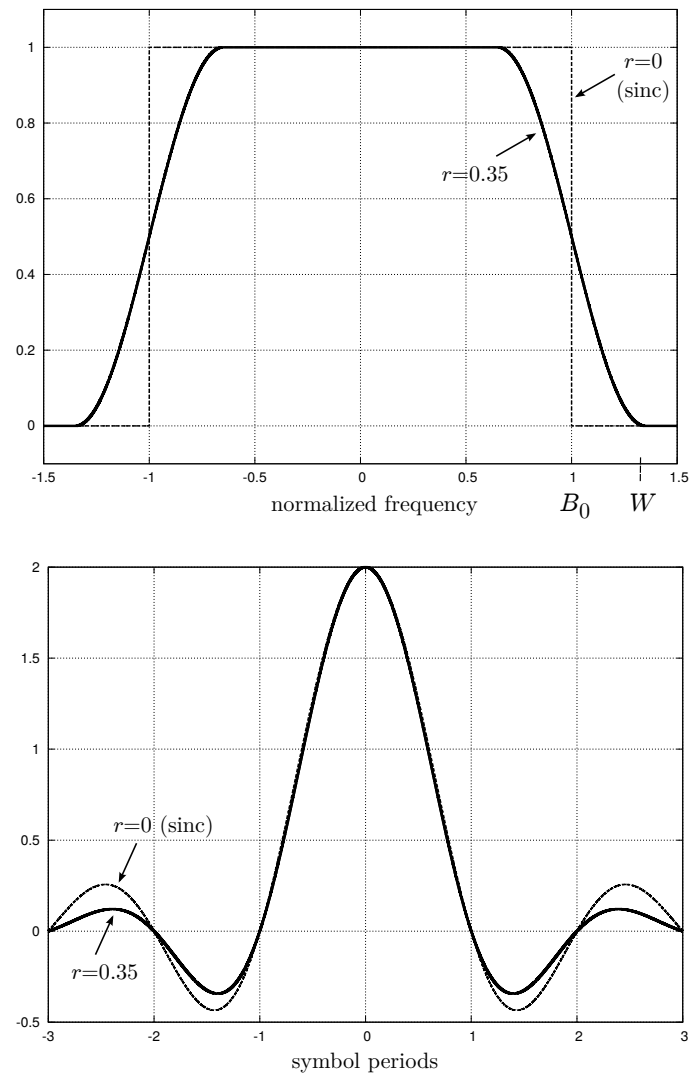 1
r=0
(sinc)
0.8
r=0.35
0.6
0.4
0.2
0
-1.5 -1 -0.5 0 0.5 1 1.5
normalized frequency B0 W
2
1.5
1
r=0 (sinc)
0.5
0
r=0.35
-0.5
-3 -2 -1 0 1 2 3
symbol periods